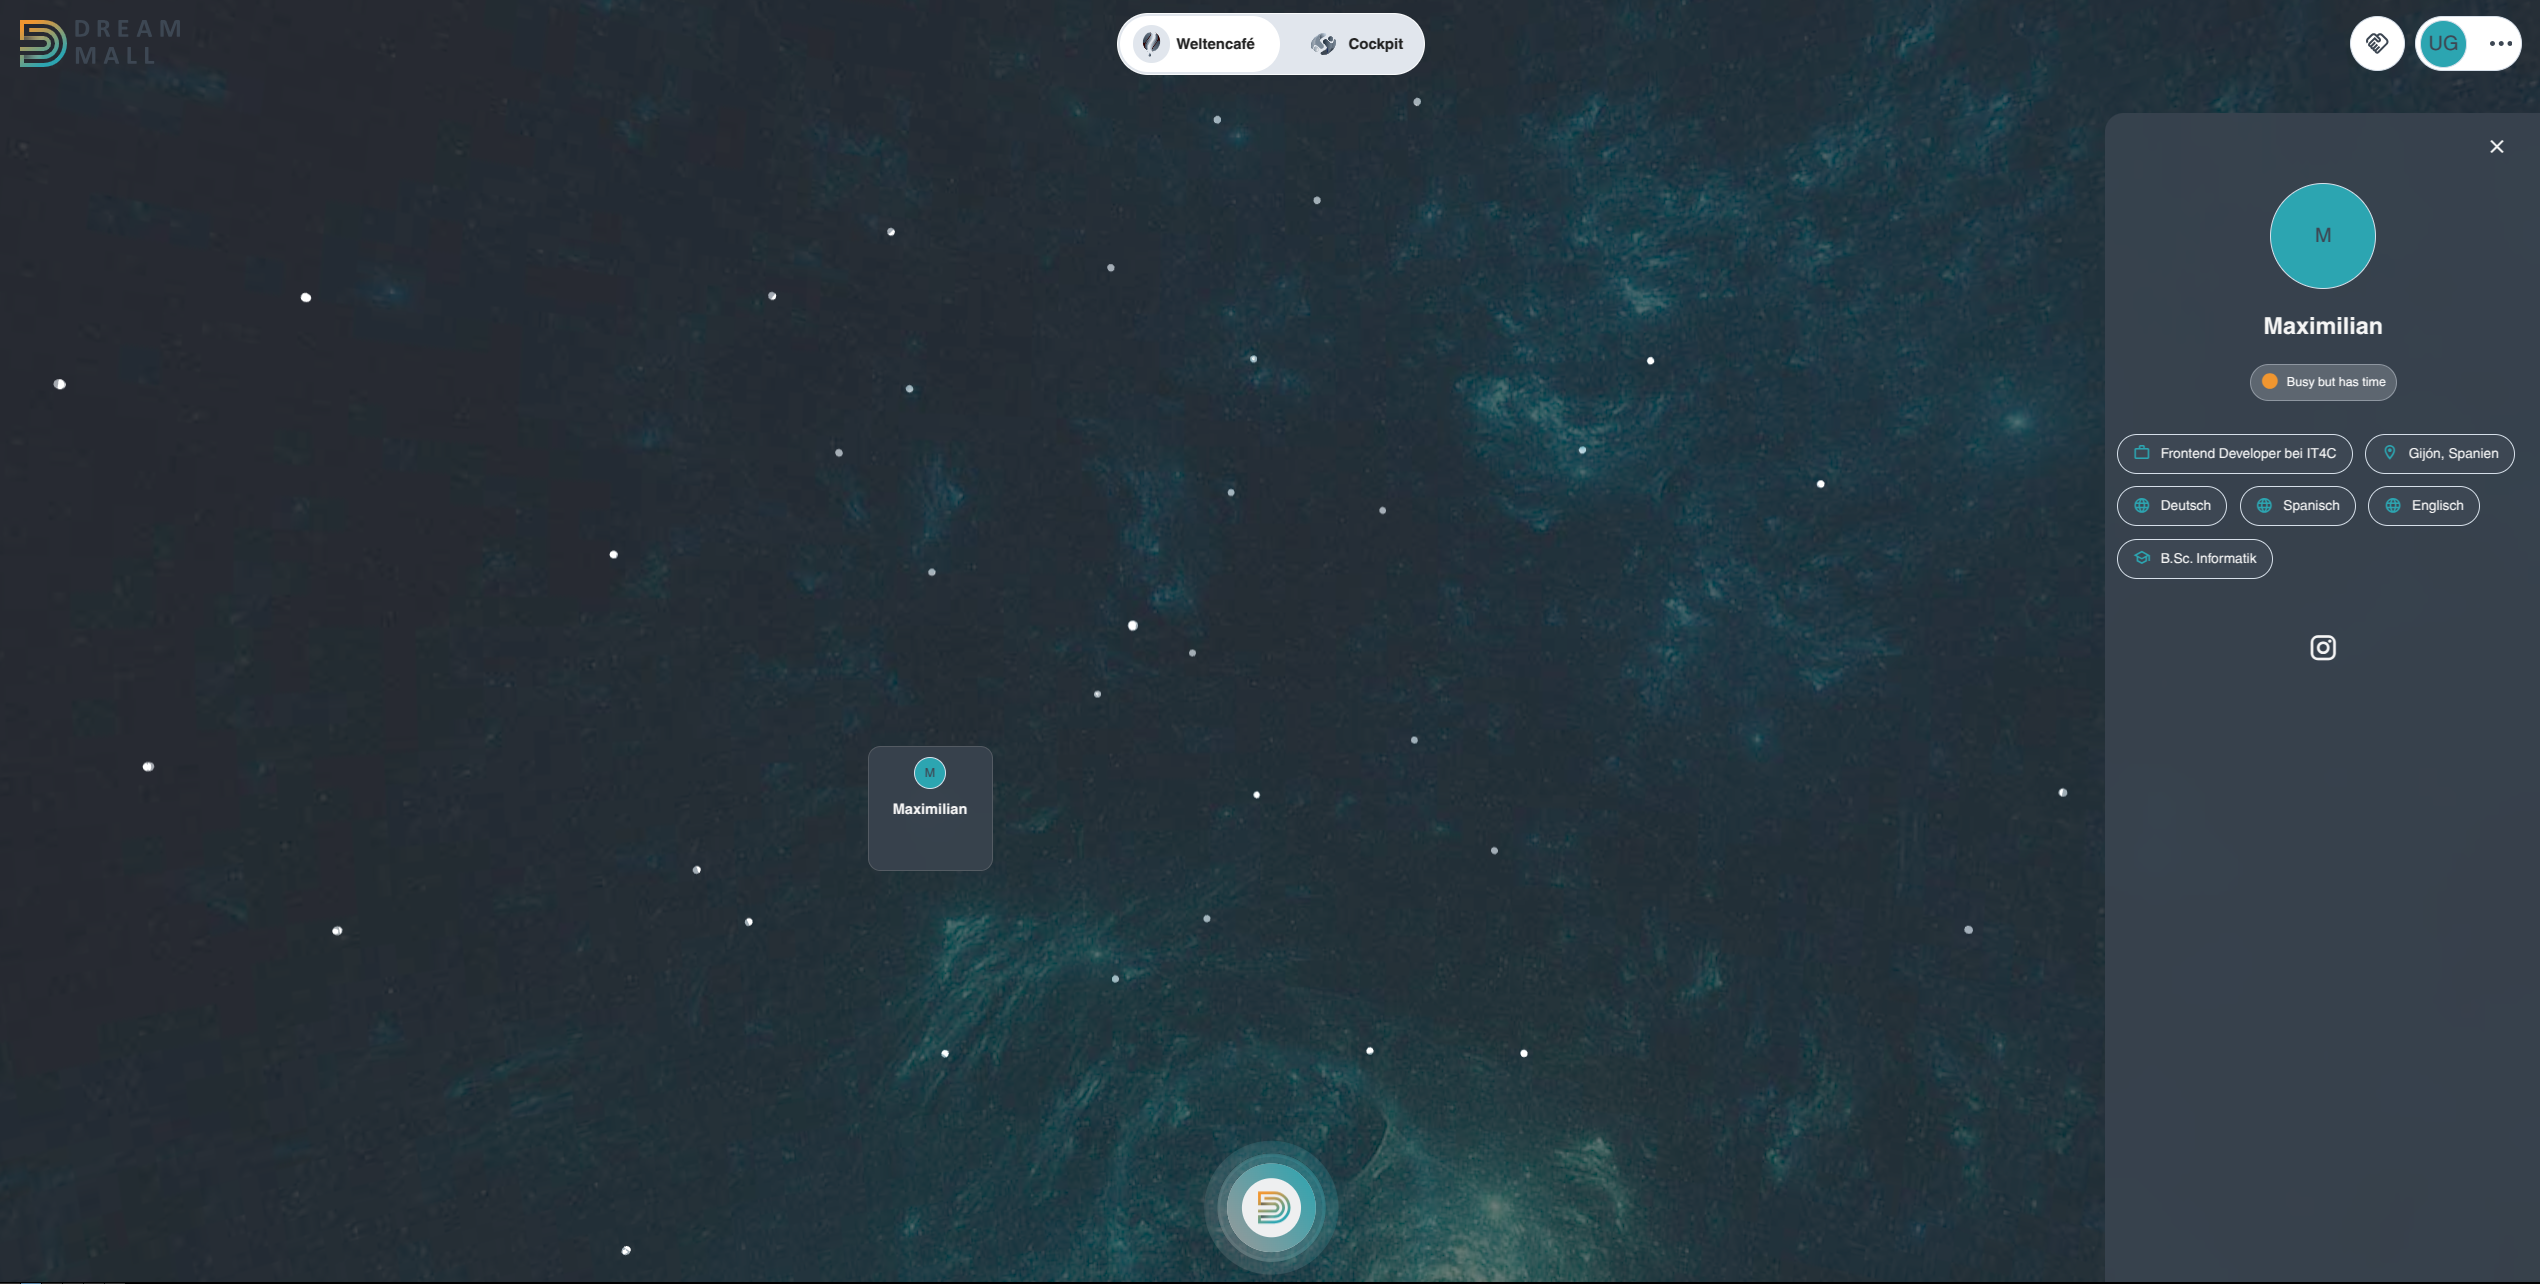 DREAM
MALL
Weltencafé
Cockpit
UG
M
Maximilian
Busy but has time
Frontend Developer bei IT4C
Gijón, Spanien
Deutsch
Spanisch
Englisch
B.Sc. Informatik
M
Maximilian